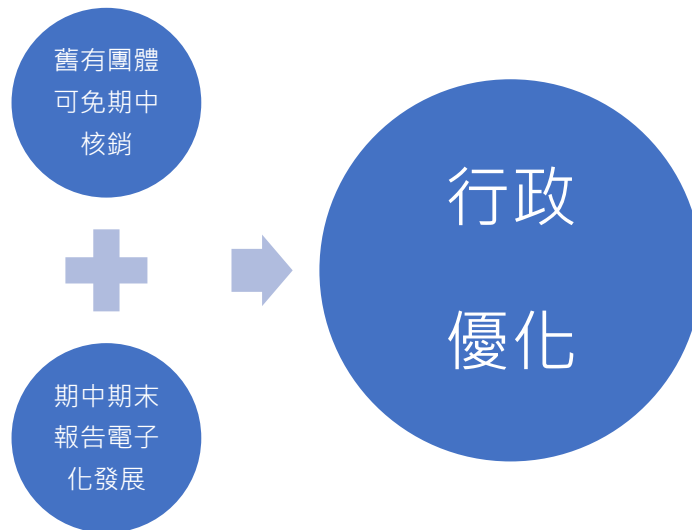 舊有團體
可免期中
核銷
期中期末
報告電子
化發展
行政
優化